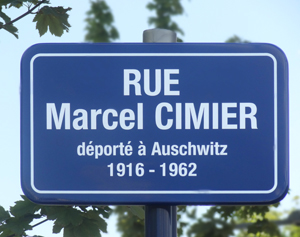 RUE
Marcel CIMIER
déporté à Auschwitz
1916 - 1962